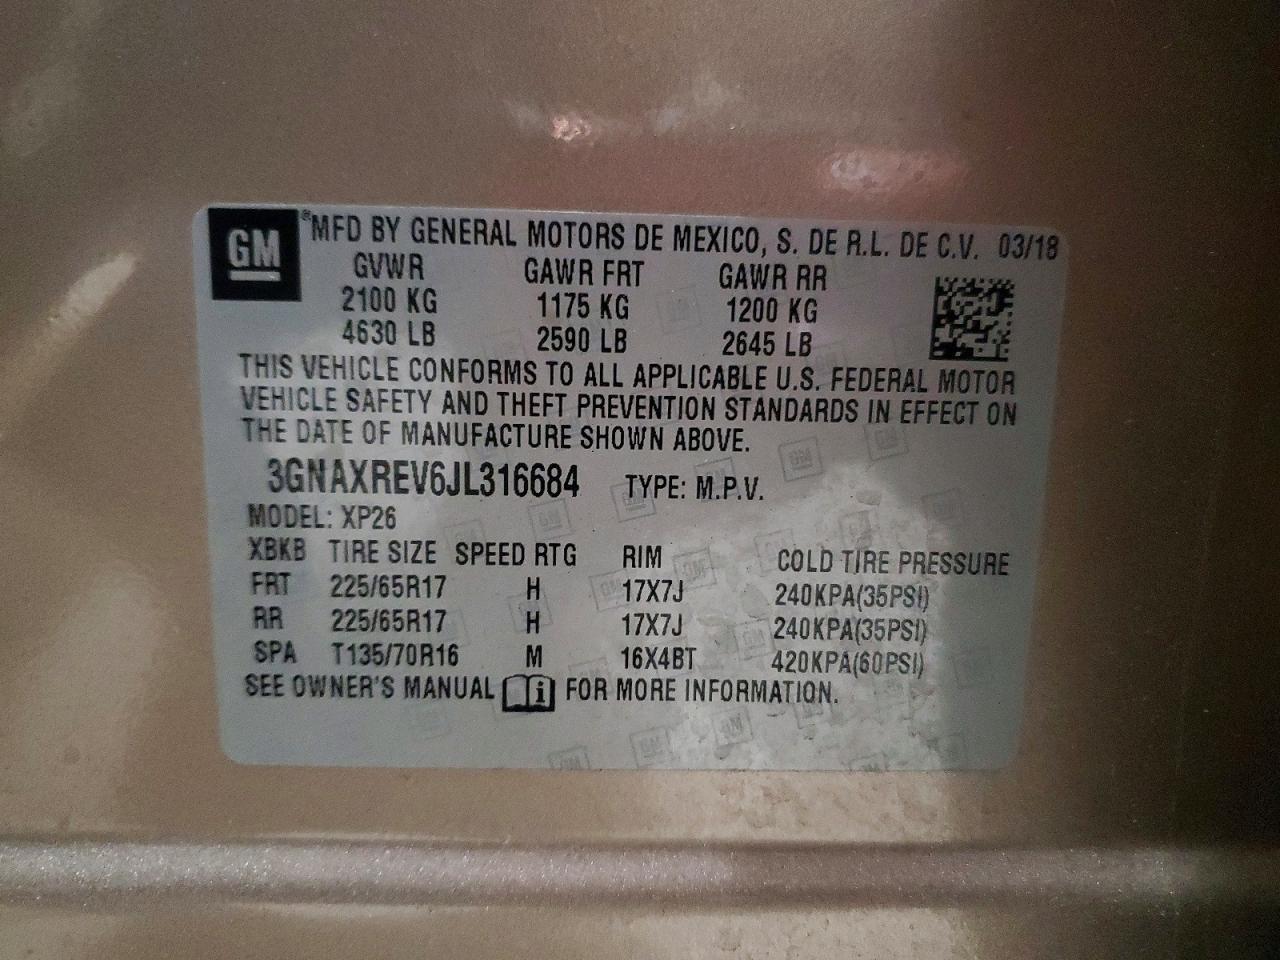 GM ®MFD BY GENERAL MOTORS DE MEXICO, S. DE R.L. DE C.V. 03/18
GVWR GAWR FRT GAWR RR
2100 KG 1175 KG 1200 KG
4630 LB 2590 LB 2645 LB
THIS VEHICLE CONFORMS TO ALL APPLICABLE U.S. FEDERAL MOTOR
VEHICLE SAFETY AND THEFT PREVENTION STANDARDS IN EFFECT ON
THE DATE OF MANUFACTURE SHOWN ABOVE.
3GNAXREV6JL316684 TYPE: M.P.V.
MODEL: XP26
XBKB TIRE SIZE SPEED RTG RIM COLD TIRE PRESSURE
FRT 225/65R17 H 17X7J 240KPA(35PSI)
RR 225/65R17 H 17X7J 240KPA(35PSI)
SPA T135/70R16 M 16X4BT 420KPA(60PSI)
SEE OWNER'S MANUAL i FOR MORE INFORMATION.